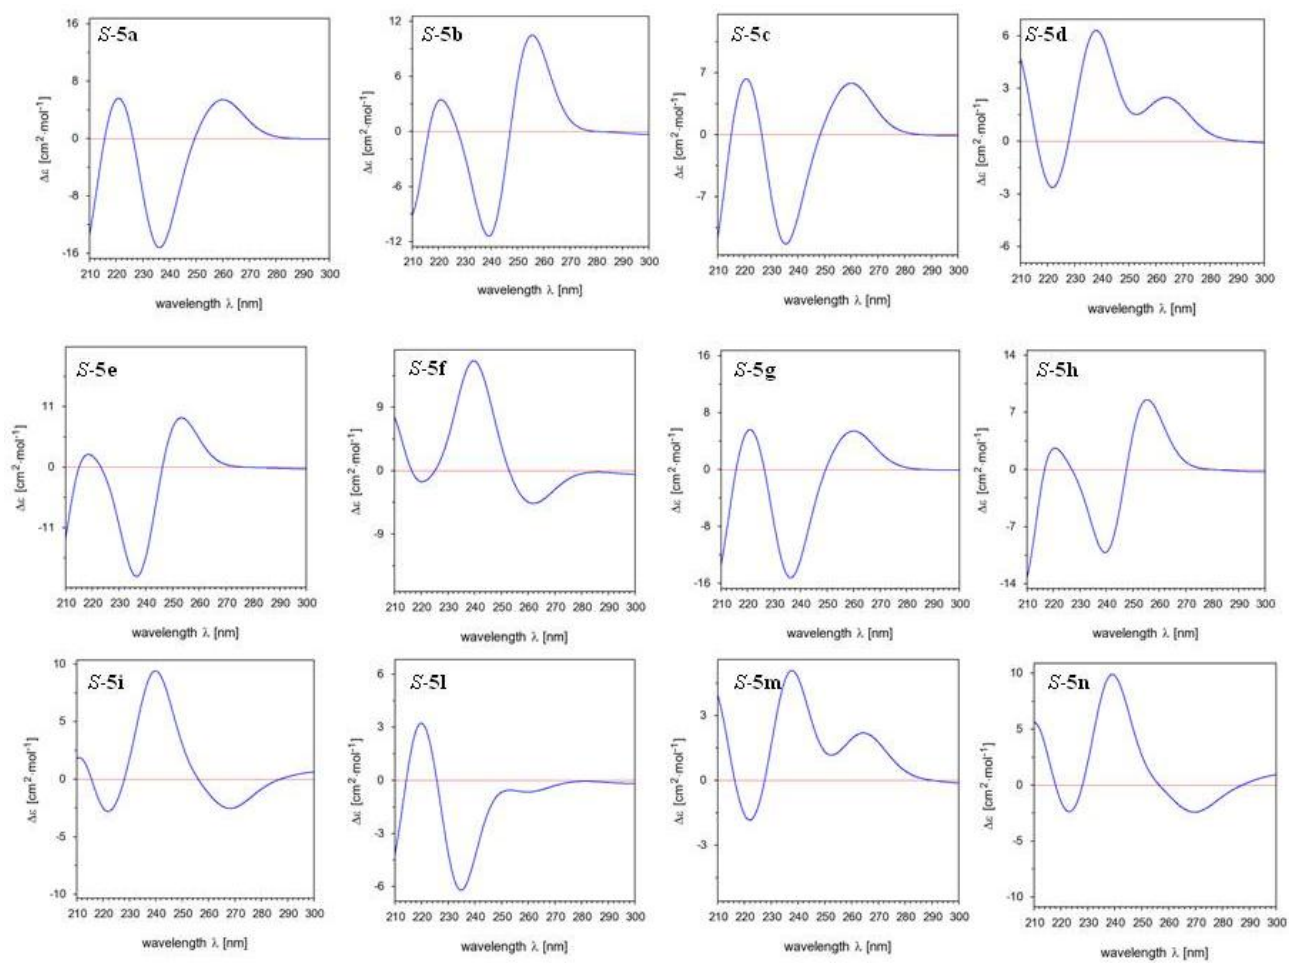 S-5a
16
8
0
-8
-16
Δε [cm²·mol⁻¹]
210 220 230 240 250 260 270 280 290 300
wavelength λ [nm]
S-5b
12
6
0
-6
-12
Δε [cm²·mol⁻¹]
210 220 230 240 250 260 270 280 290 300
wavelength λ [nm]
S-5c
7
0
-7
Δε [cm²·mol⁻¹]
210 220 230 240 250 260 270 280 290 300
wavelength λ [nm]
S-5d
6
3
0
-3
-6
Δε [cm²·mol⁻¹]
210 220 230 240 250 260 270 280 290 300
wavelength λ [nm]
S-5e
11
0
-11
Δε [cm²·mol⁻¹]
210 220 230 240 250 260 270 280 290 300
wavelength λ [nm]
S-5f
9
0
-9
Δε [cm²·mol⁻¹]
210 220 230 240 250 260 270 280 290 300
wavelength λ [nm]
S-5g
16
8
0
-8
-16
Δε [cm²·mol⁻¹]
210 220 230 240 250 260 270 280 290 300
wavelength λ [nm]
S-5h
14
7
0
-7
-14
Δε [cm²·mol⁻¹]
210 220 230 240 250 260 270 280 290 300
wavelength λ [nm]
S-5i
10
5
0
-5
-10
Δε [cm²·mol⁻¹]
210 220 230 240 250 260 270 280 290 300
wavelength λ [nm]
S-5l
6
3
0
-3
-6
Δε [cm²·mol⁻¹]
210 220 230 240 250 260 270 280 290 300
wavelength λ [nm]
S-5m
3
0
-3
Δε [cm²·mol⁻¹]
210 220 230 240 250 260 270 280 290 300
wavelength λ [nm]
S-5n
10
5
0
-5
-10
Δε [cm²·mol⁻¹]
210 220 230 240 250 260 270 280 290 300
wavelength λ [nm]